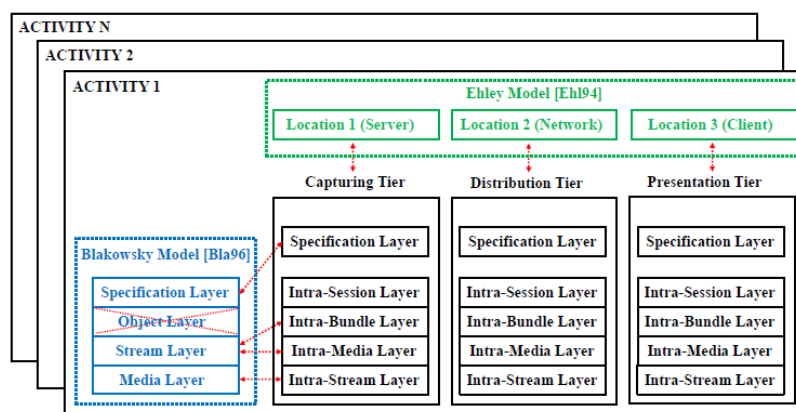 ACTIVITY N
ACTIVITY 2
ACTIVITY 1
Ehley Model [Ehl94]
Location 1 (Server)
Location 2 (Network)
Location 3 (Client)
Capturing Tier
Distribution Tier
Presentation Tier
Blakowsky Model [Bla96]
Specification Layer
Object Layer
Stream Layer
Media Layer
Specification Layer
Intra-Session Layer
Intra-Bundle Layer
Intra-Media Layer
Intra-Stream Layer
Specification Layer
Intra-Session Layer
Intra-Bundle Layer
Intra-Media Layer
Intra-Stream Layer
Specification Layer
Intra-Session Layer
Intra-Bundle Layer
Intra-Media Layer
Intra-Stream Layer